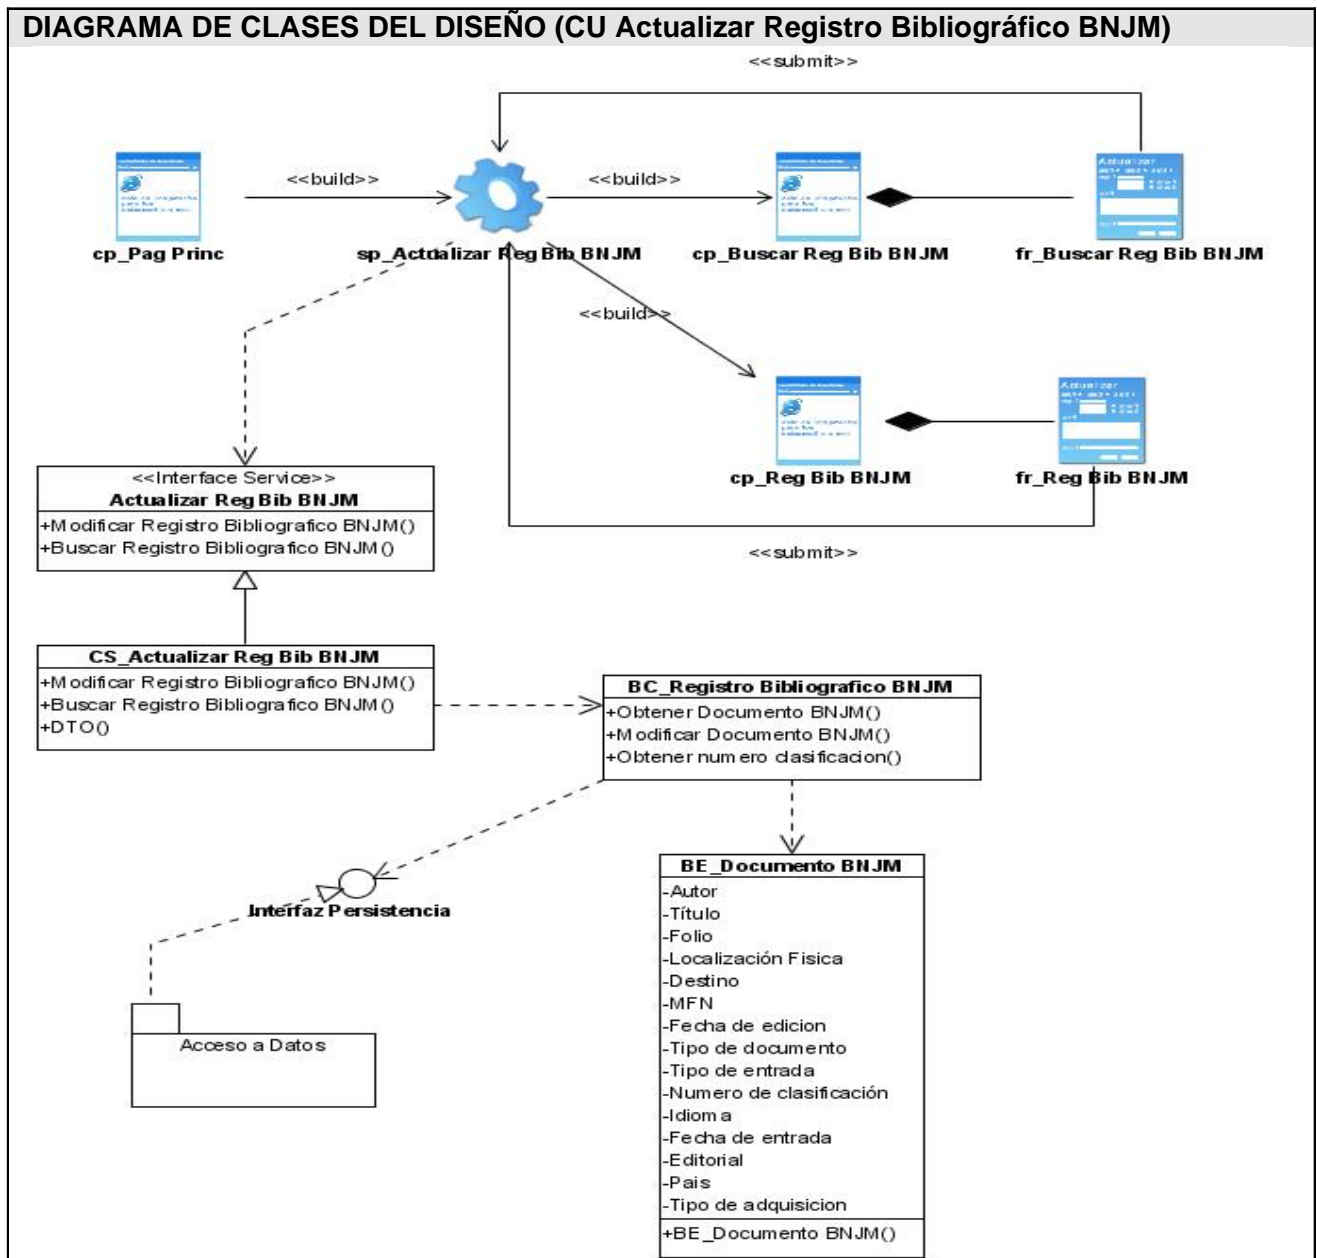 DIAGRAMA DE CLASES DEL DISEÑO (CU Actualizar Registro Bibliográfico BNJM)
<<submit>>
<<build>>
<<build>>
cp_Pag Princ
sp_Actualizar Reg Bib BNJM
cp_Buscar Reg Bib BNJM
Actualizar
fr_Buscar Reg Bib BNJM
<<build>>
cp_Reg Bib BNJM
Actualizar
fr_Reg Bib BNJM
<<submit>>
<<Interface Service>>
Actualizar Reg Bib BNJM
+Modificar Registro Bibliografico BNJM()
+Buscar Registro Bibliografico BNJM()
CS_Actualizar Reg Bib BNJM
+Modificar Registro Bibliografico BNJM()
+Buscar Registro Bibliografico BNJM()
+DTO()
BC_Registro Bibliografico BNJM
+Obtener Documento BNJM()
+Modificar Documento BNJM()
+Obtener numero clasificacion()
Interfaz Persistencia
Acceso a Datos
BE_Documento BNJM
-Autor
-Título
-Folio
-Localización Fisica
-Destino
-MFN
-Fecha de edicion
-Tipo de documento
-Tipo de entrada
-Numero de clasificación
-Idioma
-Fecha de entrada
-Editorial
-Pais
-Tipo de adquisicion
+BE_Documento BNJM()